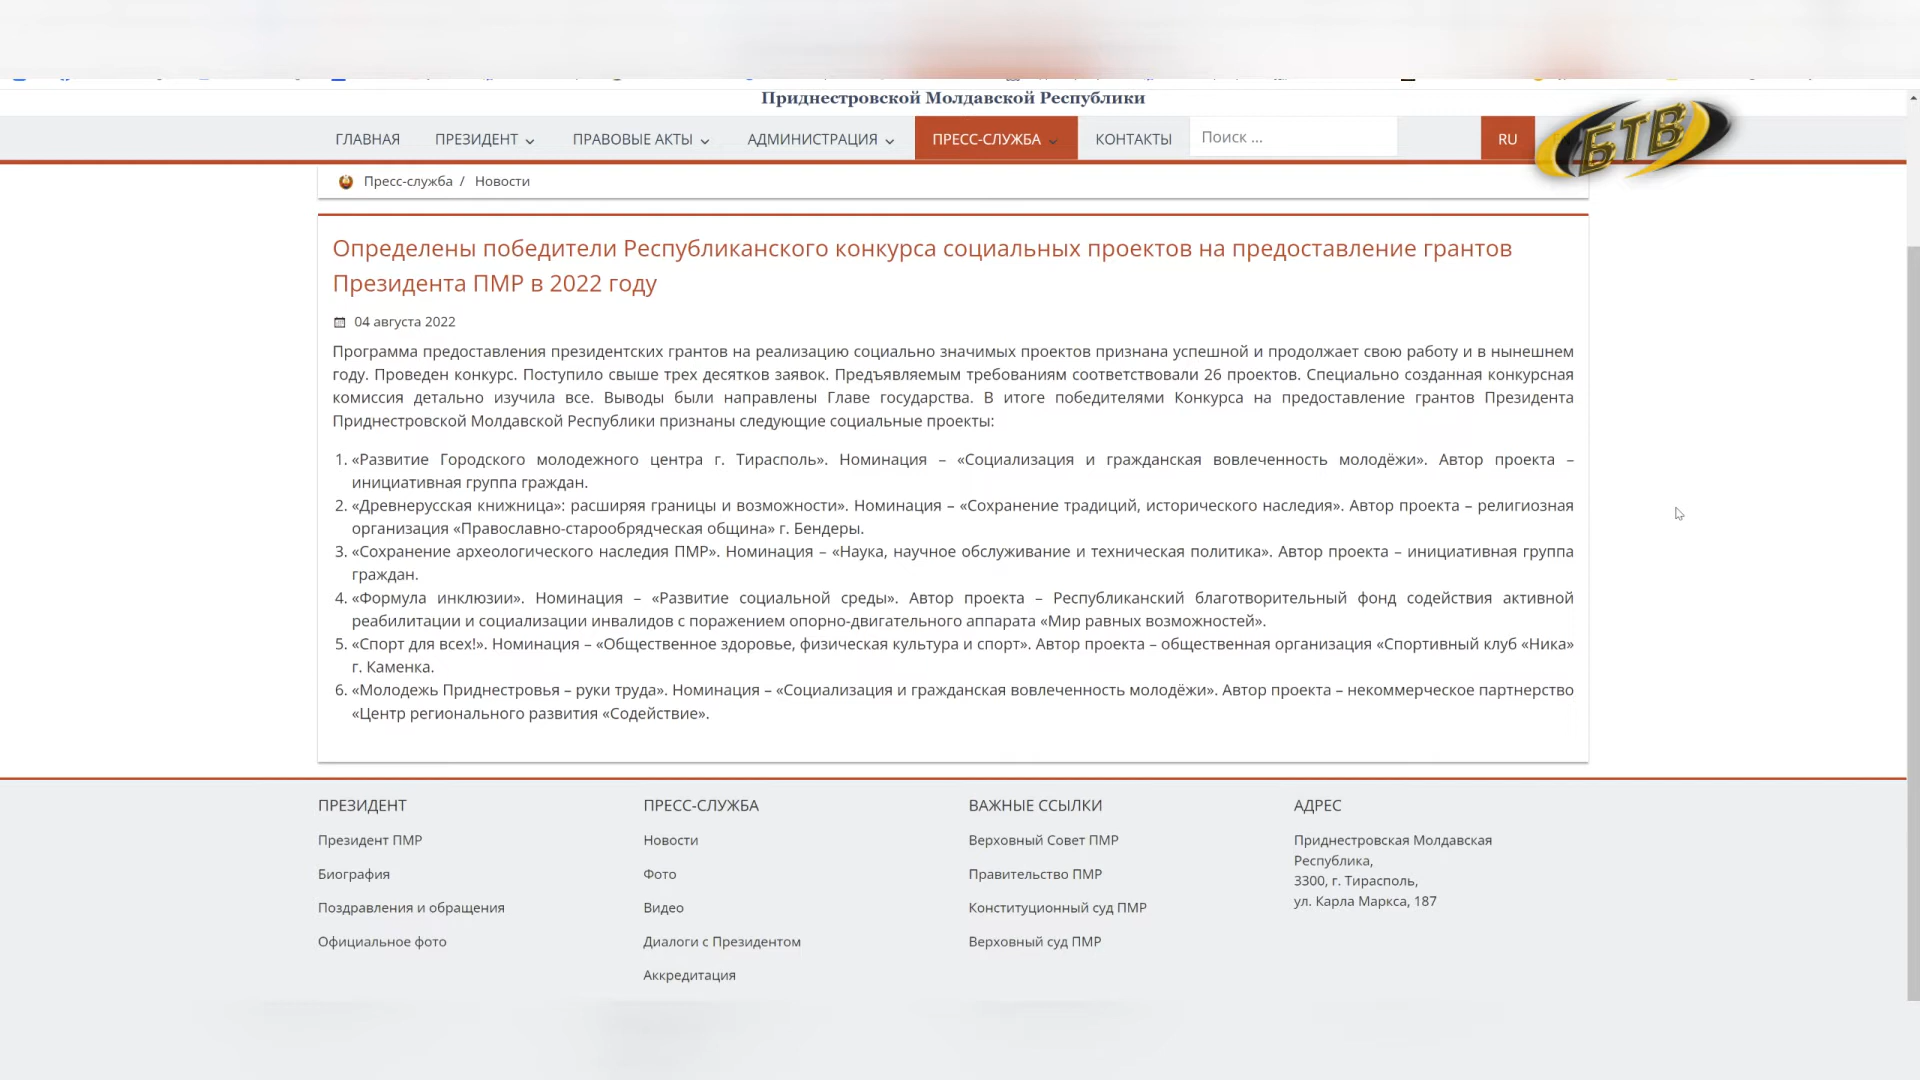 Приднестровской Молдавской Республики
ГЛАВНАЯ ПРЕЗИДЕНТ ПРАВОВЫЕ АКТЫ АДМИНИСТРАЦИЯ ПРЕСС-СЛУЖБА КОНТАКТЫ Поиск ... RU
БТВ
Пресс-служба / Новости
Определены победители Республиканского конкурса социальных проектов на предоставление грантов
Президента ПМР в 2022 году
04 августа 2022
Программа предоставления президентских грантов на реализацию социально значимых проектов признана успешной и продолжает свою работу и в нынешнем
году. Проведен конкурс. Поступило свыше трех десятков заявок. Предъявляемым требованиям соответствовали 26 проектов. Специально созданная конкурсная
комиссия детально изучила все. Выводы были направлены Главе государства. В итоге победителями Конкурса на предоставление грантов Президента
Приднестровской Молдавской Республики признаны следующие социальные проекты:
1. «Развитие Городского молодежного центра г. Тирасполь». Номинация – «Социализация и гражданская вовлеченность молодёжи». Автор проекта –
инициативная группа граждан.
2. «Древнерусская книжница»: расширяя границы и возможности». Номинация – «Сохранение традиций, исторического наследия». Автор проекта – религиозная
организация «Православно-старообрядческая община» г. Бендеры.
3. «Сохранение археологического наследия ПМР». Номинация – «Наука, научное обслуживание и техническая политика». Автор проекта – инициативная группа
граждан.
4. «Формула инклюзии». Номинация – «Развитие социальной среды». Автор проекта – Республиканский благотворительный фонд содействия активной
реабилитации и социализации инвалидов с поражением опорно-двигательного аппарата «Мир равных возможностей».
5. «Спорт для всех!». Номинация – «Общественное здоровье, физическая культура и спорт». Автор проекта – общественная организация «Спортивный клуб «Ника»
г. Каменка.
6. «Молодежь Приднестровья – руки труда». Номинация – «Социализация и гражданская вовлеченность молодёжи». Автор проекта – некоммерческое партнерство
«Центр регионального развития «Содействие».
ПРЕЗИДЕНТ
Президент ПМР
Биография
Поздравления и обращения
Официальное фото
ПРЕСС-СЛУЖБА
Новости
Фото
Видео
Диалоги с Президентом
Аккредитация
ВАЖНЫЕ ССЫЛКИ
Верховный Совет ПМР
Правительство ПМР
Конституционный суд ПМР
Верховный суд ПМР
АДРЕС
Приднестровская Молдавская
Республика,
3300, г. Тирасполь,
ул. Карла Маркса, 187